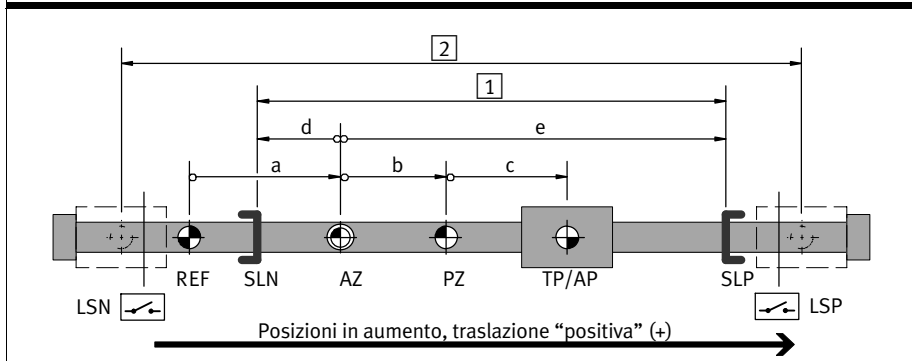 2
1
d e
a b c
REF SLN AZ PZ TP/AP SLP
LSN LSP
Posizioni in aumento, traslazione “positiva” (+)